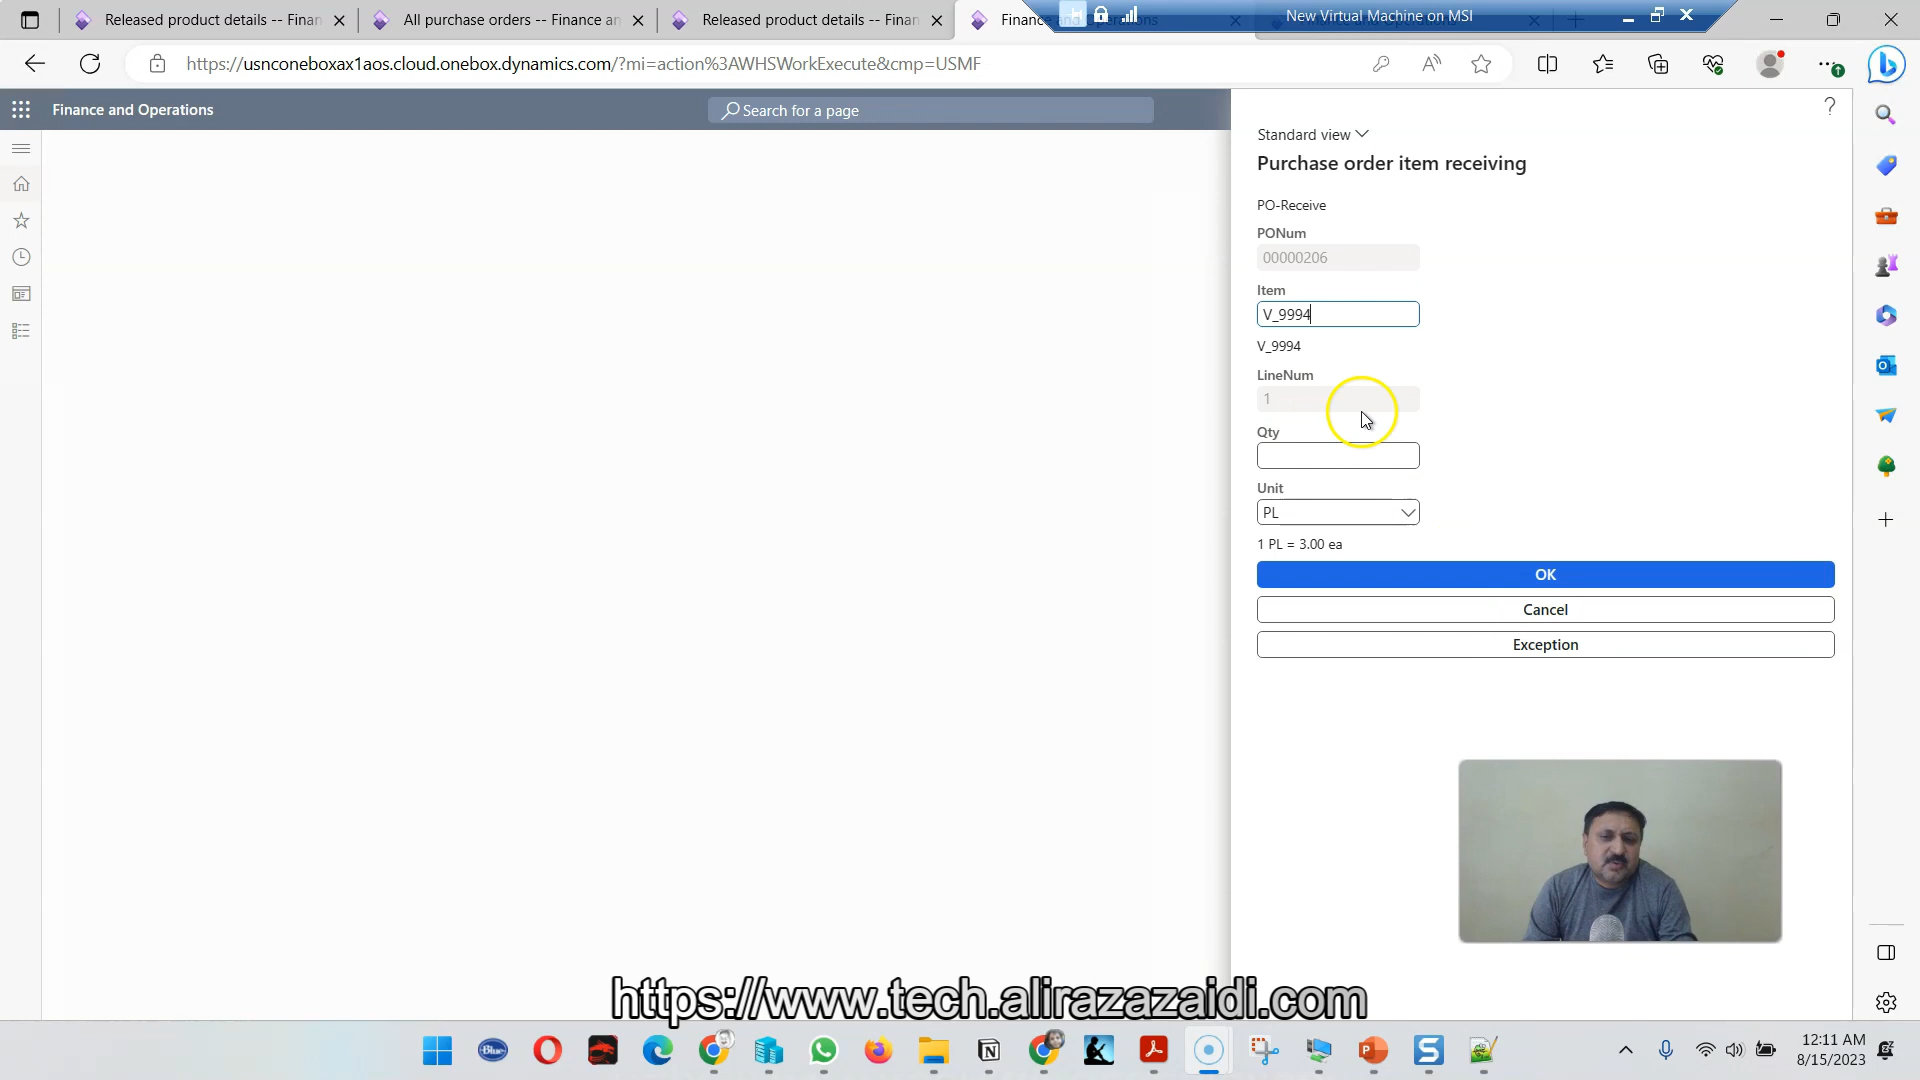 Released product details -- Finan
All purchase orders -- Finance an
Released product details -- Finan
Finance and Operations
New Virtual Machine on MSI
https://usnconeboxax1aos.cloud.onebox.dynamics.com/?mi=action%3AWHSWorkExecute&cmp=USMF
Finance and Operations
Search for a page
?
Standard view
Purchase order item receiving
PO-Receive
PONum
00000206
Item
V_9994
V_9994
LineNum
1
Qty
Unit
PL
1 PL = 3.00 ea
OK
Cancel
Exception
https://www.tech.alirazazaidi.com
Blue
12:11 AM
8/15/2023